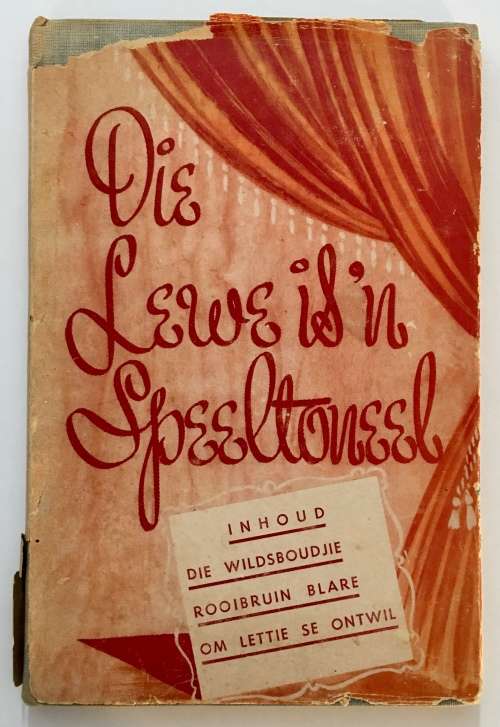 Die
Lewe is 'n
Speeltoneel
INHOUD
DIE WILDSBOUDJIE
ROOIBRUIN BLARE
OM LETTIE SE ONTWIL